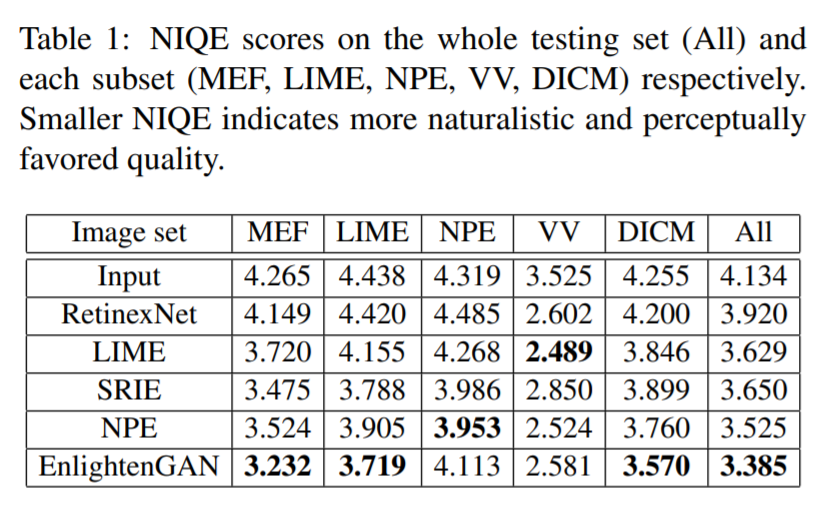 Table 1: NIQE scores on the whole testing set (All) and
each subset (MEF, LIME, NPE, VV, DICM) respectively.
Smaller NIQE indicates more naturalistic and perceptually
favored quality.
Image set MEF LIME NPE VV DICM All
Input 4.265 4.438 4.319 3.525 4.255 4.134
RetinexNet 4.149 4.420 4.485 2.602 4.200 3.920
LIME 3.720 4.155 4.268 2.489 3.846 3.629
SRIE 3.475 3.788 3.986 2.850 3.899 3.650
NPE 3.524 3.905 3.953 2.524 3.760 3.525
EnlightenGAN 3.232 3.719 4.113 2.581 3.570 3.385